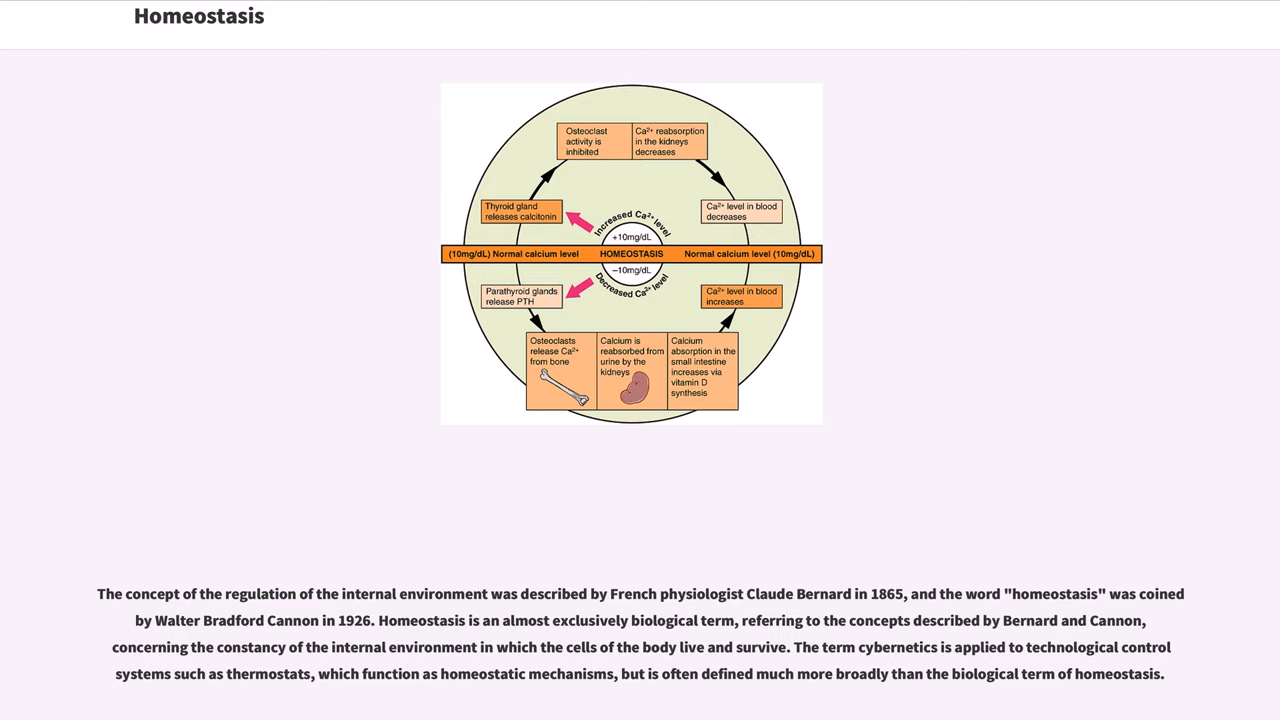 Homeostasis
Osteoclast
activity is
inhibited
Ca²⁺ reabsorption
in the kidneys
decreases
Thyroid gland
releases calcitonin
Increased Ca²⁺ level
Ca²⁺ level in blood
decreases
+10mg/dL
(10mg/dL) Normal calcium level
HOMEOSTASIS
Normal calcium level (10mg/dL)
–10mg/dL
Decreased Ca²⁺ level
Parathyroid glands
release PTH
Ca²⁺ level in blood
increases
Osteoclasts
release Ca²⁺
from bone
Calcium is
reabsorbed from
urine by the
kidneys
Calcium
absorption in the
small intestine
increases via
vitamin D
synthesis
The concept of the regulation of the internal environment was described by French physiologist Claude Bernard in 1865, and the word "homeostasis" was coined
by Walter Bradford Cannon in 1926. Homeostasis is an almost exclusively biological term, referring to the concepts described by Bernard and Cannon,
concerning the constancy of the internal environment in which the cells of the body live and survive. The term cybernetics is applied to technological control
systems such as thermostats, which function as homeostatic mechanisms, but is often defined much more broadly than the biological term of homeostasis.